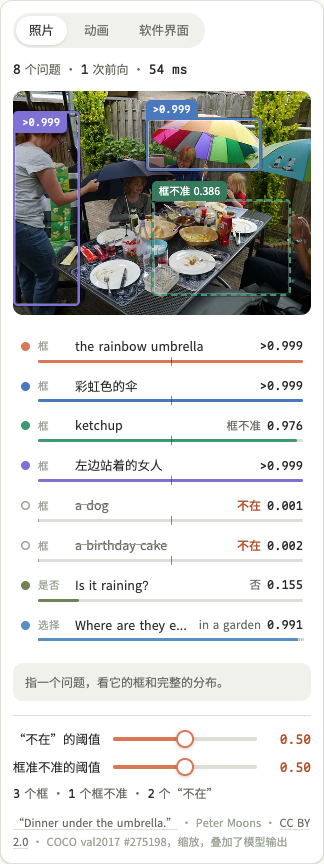 照片 动画 软件界面
8 个问题 · 1 次前向 · 54 ms
>0.999
>0.999
框不准 0.386
框 the rainbow umbrella >0.999
框 彩虹色的伞 >0.999
框 ketchup 框不准 0.976
框 左边站着的女人 >0.999
框 a dog 不在 0.001
框 a birthday cake 不在 0.002
是否 Is it raining? 否 0.155
选择 Where are they e... in a garden 0.991
指一个问题，看它的框和完整的分布。
“不在”的阈值 0.50
框准不准的阈值 0.50
3 个框 · 1 个框不准 · 2 个“不在”
“Dinner under the umbrella.” · Peter Moons · CC BY
2.0 · COCO val2017 #275198，缩放，叠加了模型输出